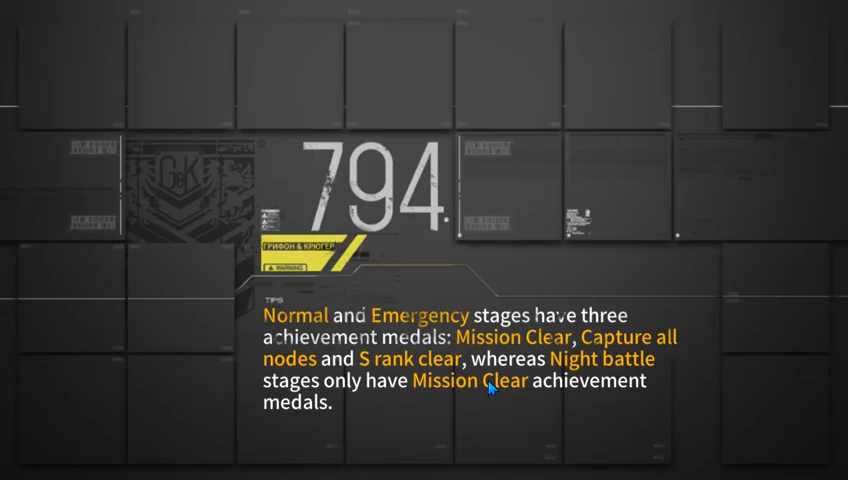 G&K
794.
ГРИФОН & КРЮГЕР
WARNING
TIPS
Normal and Emergency stages have three
achievement medals: Mission Clear, Capture all
nodes and S rank clear, whereas Night battle
stages only have Mission Clear achievement
medals.